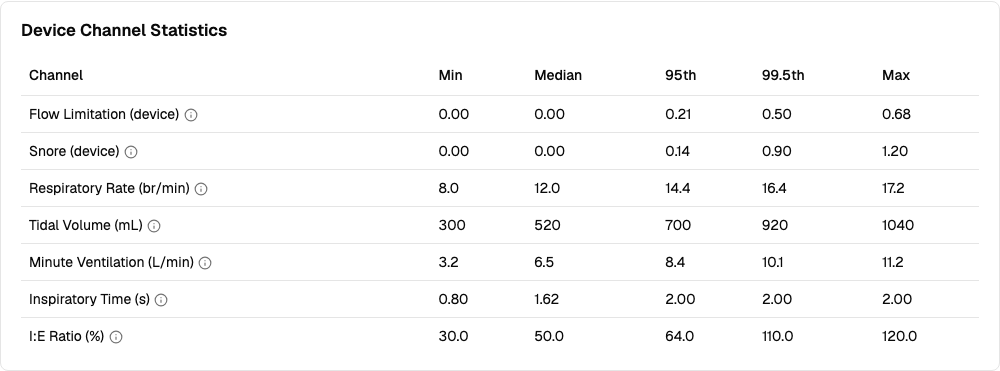 Device Channel Statistics
Channel Min Median 95th 99.5th Max
Flow Limitation (device) 0.00 0.00 0.21 0.50 0.68
Snore (device) 0.00 0.00 0.14 0.90 1.20
Respiratory Rate (br/min) 8.0 12.0 14.4 16.4 17.2
Tidal Volume (mL) 300 520 700 920 1040
Minute Ventilation (L/min) 3.2 6.5 8.4 10.1 11.2
Inspiratory Time (s) 0.80 1.62 2.00 2.00 2.00
I:E Ratio (%) 30.0 50.0 64.0 110.0 120.0